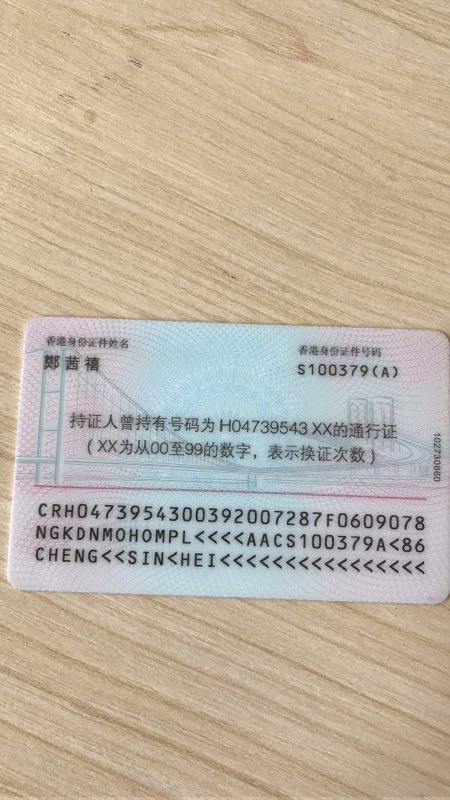 香港身份证件姓名
鄭茜禧
香港身份证件号码
S100379(A)
持证人曾持有号码为 H04739543 XX的通行证
(XX为从00至99的数字，表示换证次数)
102730860
CRH0473954300392007287F0609078
NGKDNMOHOMPL<<<<AACS100379A<86
CHENG<<SIN<HEI<<<<<<<<<<<<<<<<